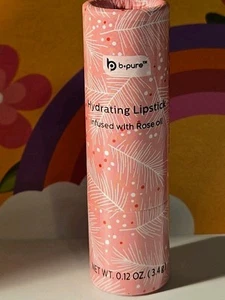 b•pure™
Hydrating Lipstick
Infused with Rose oil
NET WT. 0.12 OZ. (3.4 g)